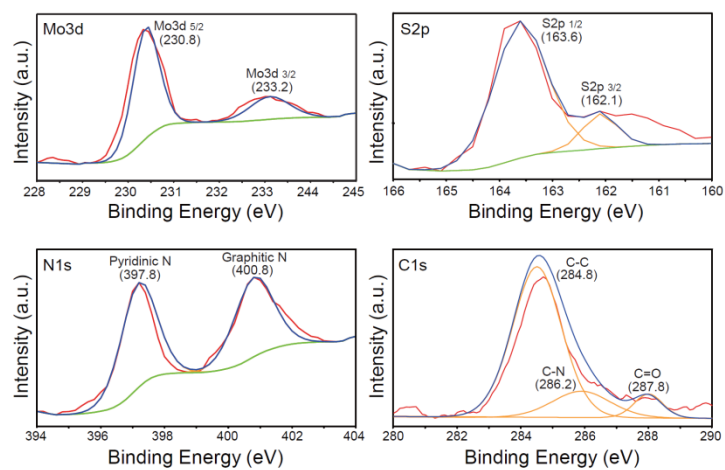 Mo3d
Mo3d 5/2
(230.8)
Mo3d 3/2
(233.2)
Intensity (a.u.)
228 229 230 231 232 233 244 245
Binding Energy (eV)
S2p
S2p 1/2
(163.6)
S2p 3/2
(162.1)
Intensity (a.u.)
166 165 164 163 162 161 160
Binding Energy (eV)
N1s
Pyridinic N
(397.8)
Graphitic N
(400.8)
Intensity (a.u.)
394 396 398 400 402 404
Binding Energy (eV)
C1s
C-C
(284.8)
C-N
(286.2)
C=O
(287.8)
Intensity (a.u.)
280 282 284 286 288 290
Binding Energy (eV)